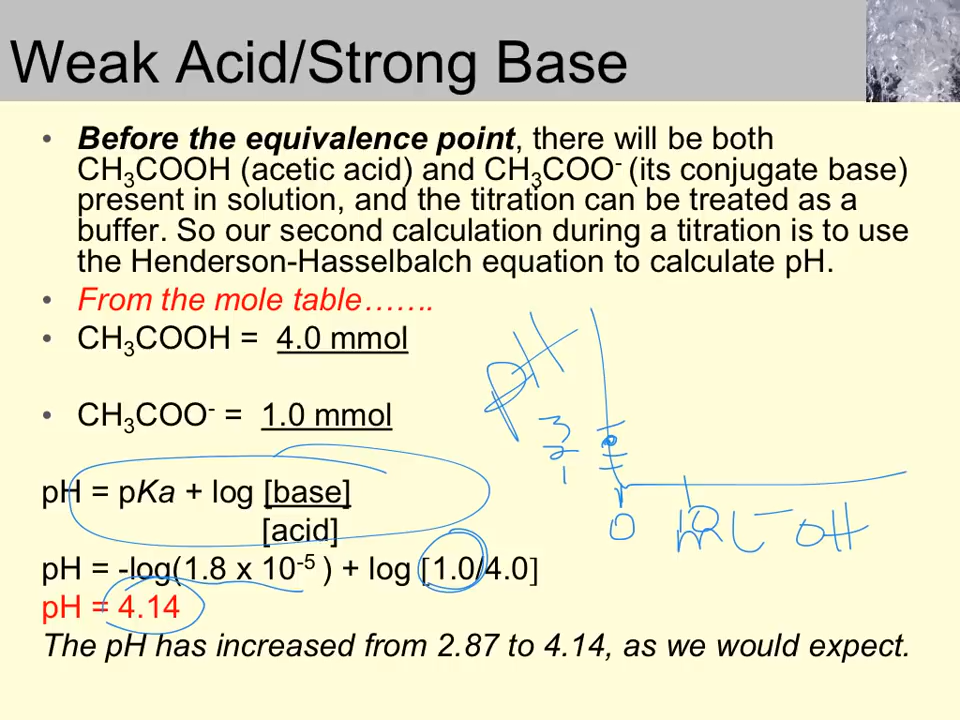 Weak Acid/Strong Base
• Before the equivalence point, there will be both
CH₃COOH (acetic acid) and CH₃COO⁻ (its conjugate base)
present in solution, and the titration can be treated as a
buffer. So our second calculation during a titration is to use
the Henderson-Hasselbalch equation to calculate pH.
• From the mole table…….
• CH₃COOH = 4.0 mmol
• CH₃COO⁻ = 1.0 mmol
pH = pKa + log [base]
[acid]
pH = -log(1.8 x 10⁻⁵ ) + log [1.0/4.0]
pH = 4.14
The pH has increased from 2.87 to 4.14, as we would expect.
pH
3
2
1
0
10
mL⁻OH